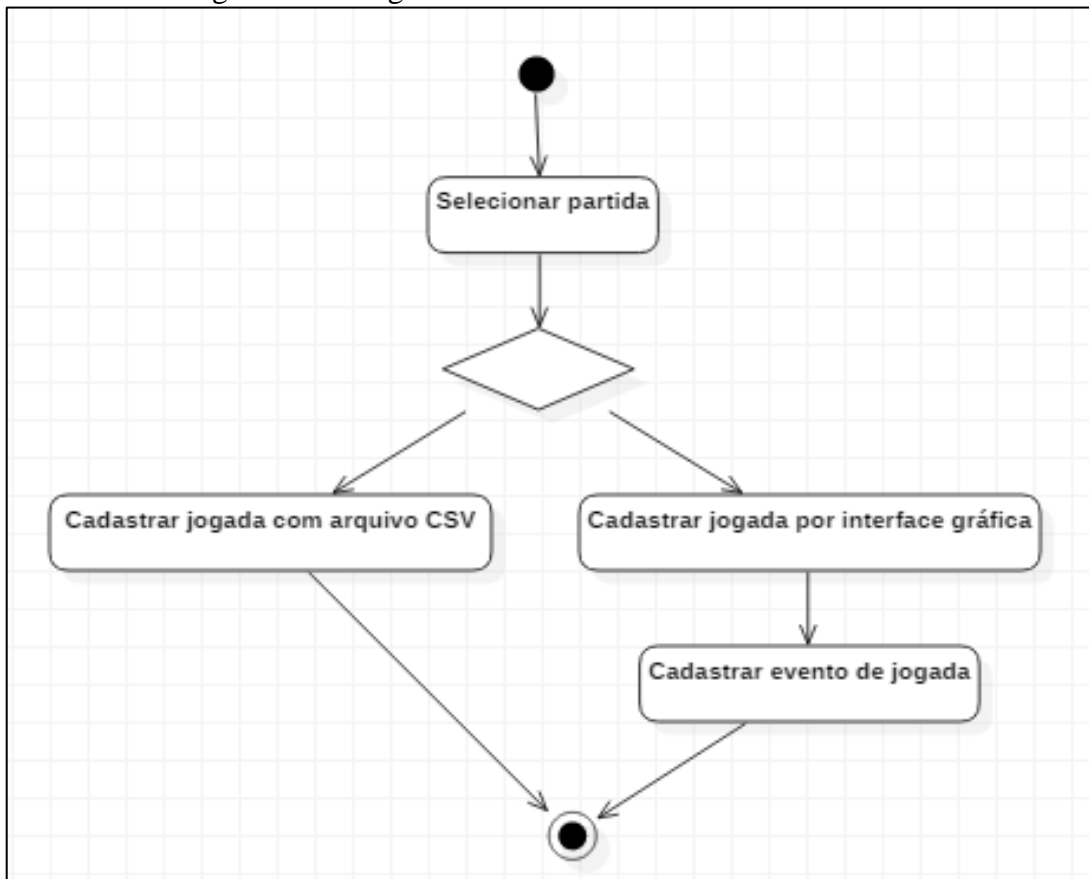 Selecionar partida
Cadastrar jogada com arquivo CSV
Cadastrar jogada por interface gráfica
Cadastrar evento de jogada